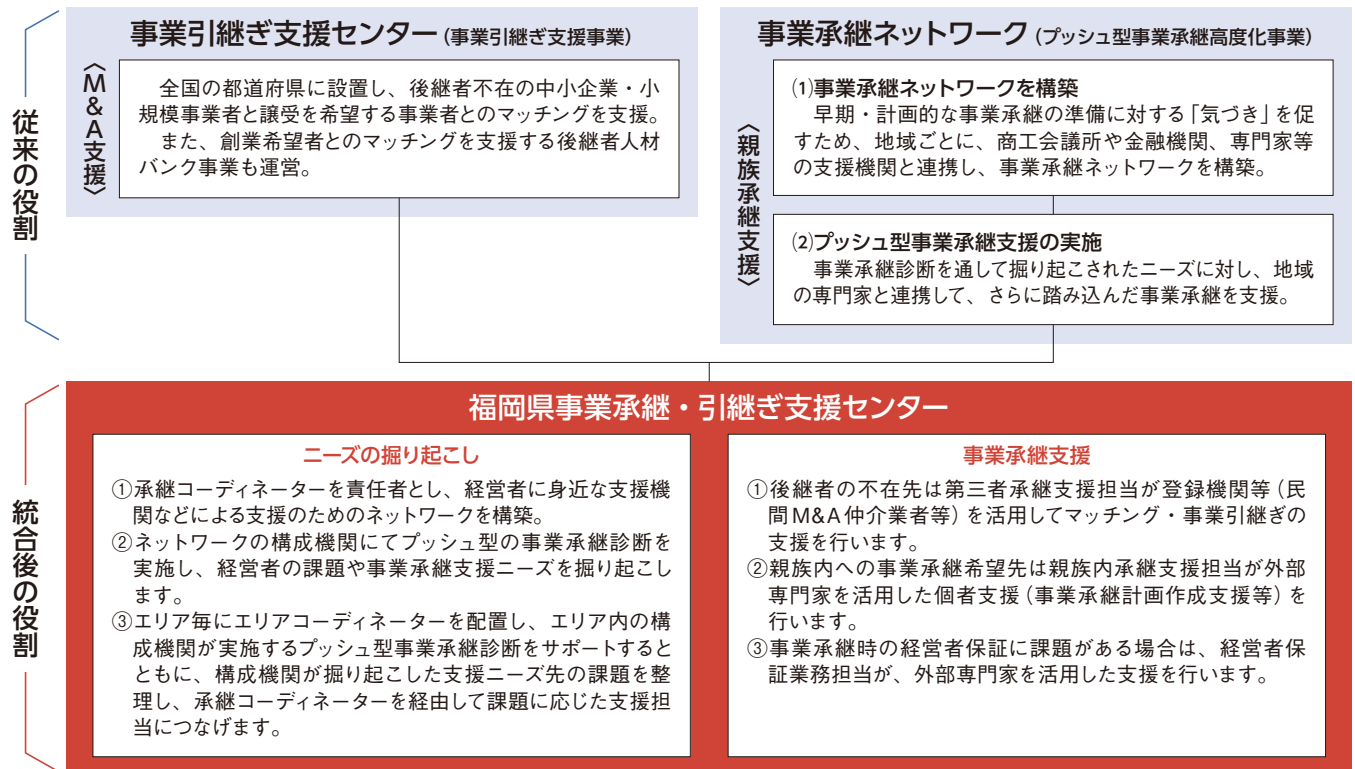 従来の役割
事業引継ぎ支援センター(事業引継ぎ支援事業)
〈M&A支援〉
　全国の都道府県に設置し、後継者不在の中小企業・小
規模事業者と譲受を希望する事業者とのマッチングを支援。
　また、創業希望者とのマッチングを支援する後継者人材
バンク事業も運営。
事業承継ネットワーク(プッシュ型事業承継高度化事業)
〈親族承継支援〉
⑴事業承継ネットワークを構築
　早期・計画的な事業承継の準備に対する「気づき」を促
すため、地域ごとに、商工会議所や金融機関、専門家等
の支援機関と連携し、事業承継ネットワークを構築。
⑵プッシュ型事業承継支援の実施
　事業承継診断を通して掘り起こされたニーズに対し、地域
の専門家と連携して、さらに踏み込んだ事業承継を支援。
統合後の役割
福岡県事業承継・引継ぎ支援センター
ニーズの掘り起こし
①承継コーディネーターを責任者とし、経営者に身近な支援機
関などによる支援のためのネットワークを構築。
②ネットワークの構成機関にてプッシュ型の事業承継診断を
実施し、経営者の課題や事業承継支援ニーズを掘り起こし
ます。
③エリア毎にエリアコーディネーターを配置し、エリア内の構
成機関が実施するプッシュ型事業承継診断をサポートすると
ともに、構成機関が掘り起こした支援ニーズ先の課題を整
理し、承継コーディネーターを経由して課題に応じた支援担
当につなげます。
事業承継支援
①後継者の不在先は第三者承継支援担当が登録機関等(民
間M&A仲介業者等)を活用してマッチング・事業引継ぎの
支援を行います。
②親族内への事業承継希望先は親族内承継支援担当が外部
専門家を活用した個者支援(事業承継計画作成支援等)を
行います。
③事業承継時の経営者保証に課題がある場合は、経営者保
証業務担当が、外部専門家を活用した支援を行います。